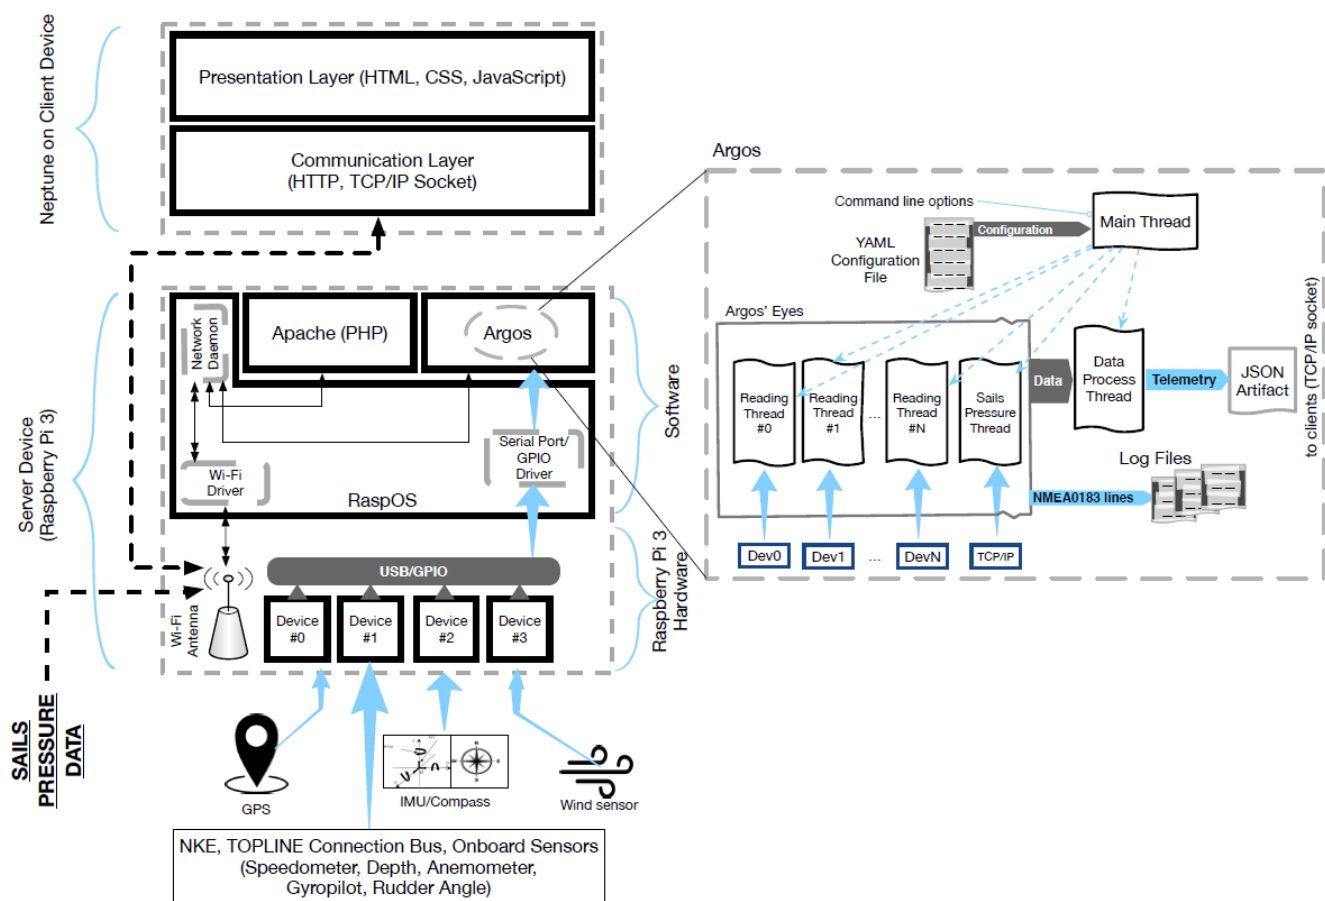 Neptune on Client Device
Presentation Layer (HTML, CSS, JavaScript)
Communication Layer
(HTTP, TCP/IP Socket)
Server Device
(Raspberry Pi 3)
Network
Daemon
Apache (PHP)
Argos
Serial Port/
GPIO
Driver
Wi-Fi
Driver
RaspOS
Software
Wi-Fi
Antenna
USB/GPIO
Device
#0
Device
#1
Device
#2
Device
#3
Raspberry Pi 3
Hardware
SAILS
PRESSURE
DATA
GPS
IMU/Compass
Wind sensor
NKE, TOPLINE Connection Bus, Onboard Sensors
(Speedometer, Depth, Anemometer,
Gyropilot, Rudder Angle)
Argos
Command line options
Main Thread
Configuration
YAML
Configuration
File
Argos' Eyes
Reading
Thread
#0
Reading
Thread
#1
...
Reading
Thread
#N
Sails
Pressure
Thread
Data
Data
Process
Thread
Telemetry
JSON
Artifact
Log Files
NMEA0183 lines
Dev0
Dev1
...
DevN
TCP/IP
to clients (TCP/IP socket)